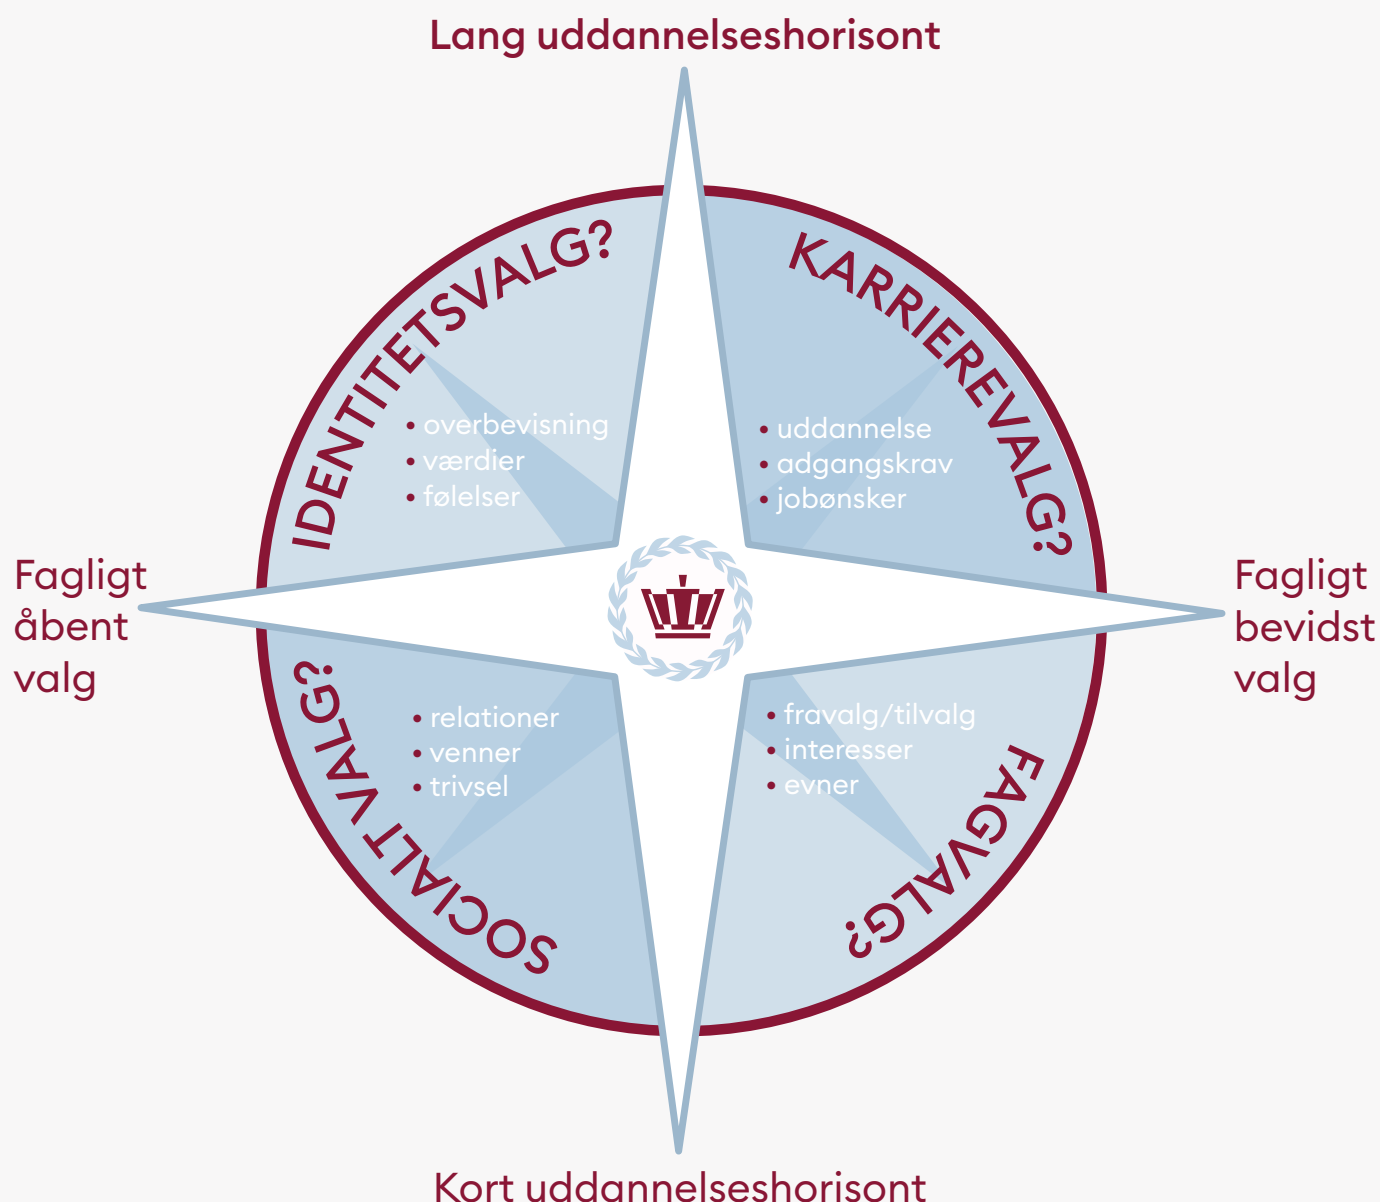 Lang uddannelseshorisont
IDENTITETSVALG?
• overbevisning
• værdier
• følelser
KARRIEREVALG?
• uddannelse
• adgangskrav
• jobønsker
Fagligt
åbent
valg
Fagligt
bevidst
valg
SOCIALT VALG?
• relationer
• venner
• trivsel
FAGVALG?
• fravalg/tilvalg
• interesser
• evner
Kort uddannelseshorisont